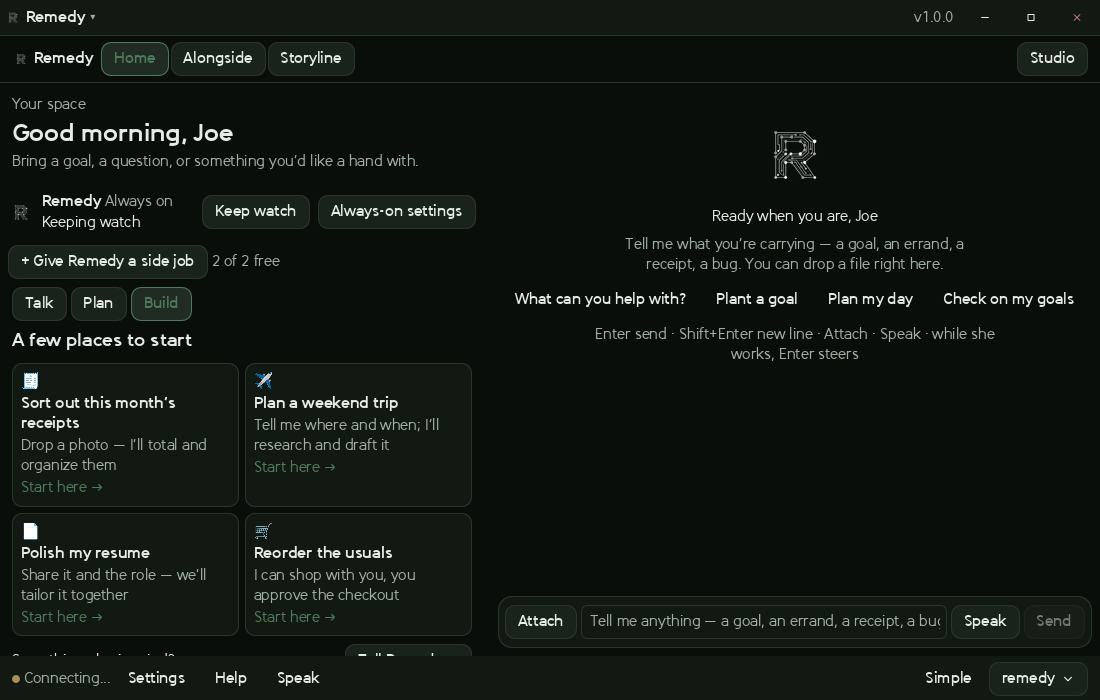 Remedy ▾
v1.0.0
Remedy
Home
Alongside
Storyline
Studio
Your space
Good morning, Joe
Bring a goal, a question, or something you'd like a hand with.
Remedy Always on
Keeping watch
Keep watch
Always-on settings
+ Give Remedy a side job
2 of 2 free
Talk
Plan
Build
A few places to start
Sort out this month's
receipts
Drop a photo — I'll total and
organize them
Start here →
Plan a weekend trip
Tell me where and when; I'll
research and draft it
Start here →
Polish my resume
Share it and the role — we'll
tailor it together
Start here →
Reorder the usuals
I can shop with you, you
approve the checkout
Start here →
R
Ready when you are, Joe
Tell me what you're carrying — a goal, an errand, a
receipt, a bug. You can drop a file right here.
What can you help with?
Plant a goal
Plan my day
Check on my goals
Enter send · Shift+Enter new line · Attach · Speak · while she
works, Enter steers
Attach
Tell me anything — a goal, an errand, a receipt, a bug
Speak
Send
Connecting...
Settings
Help
Speak
Simple
remedy